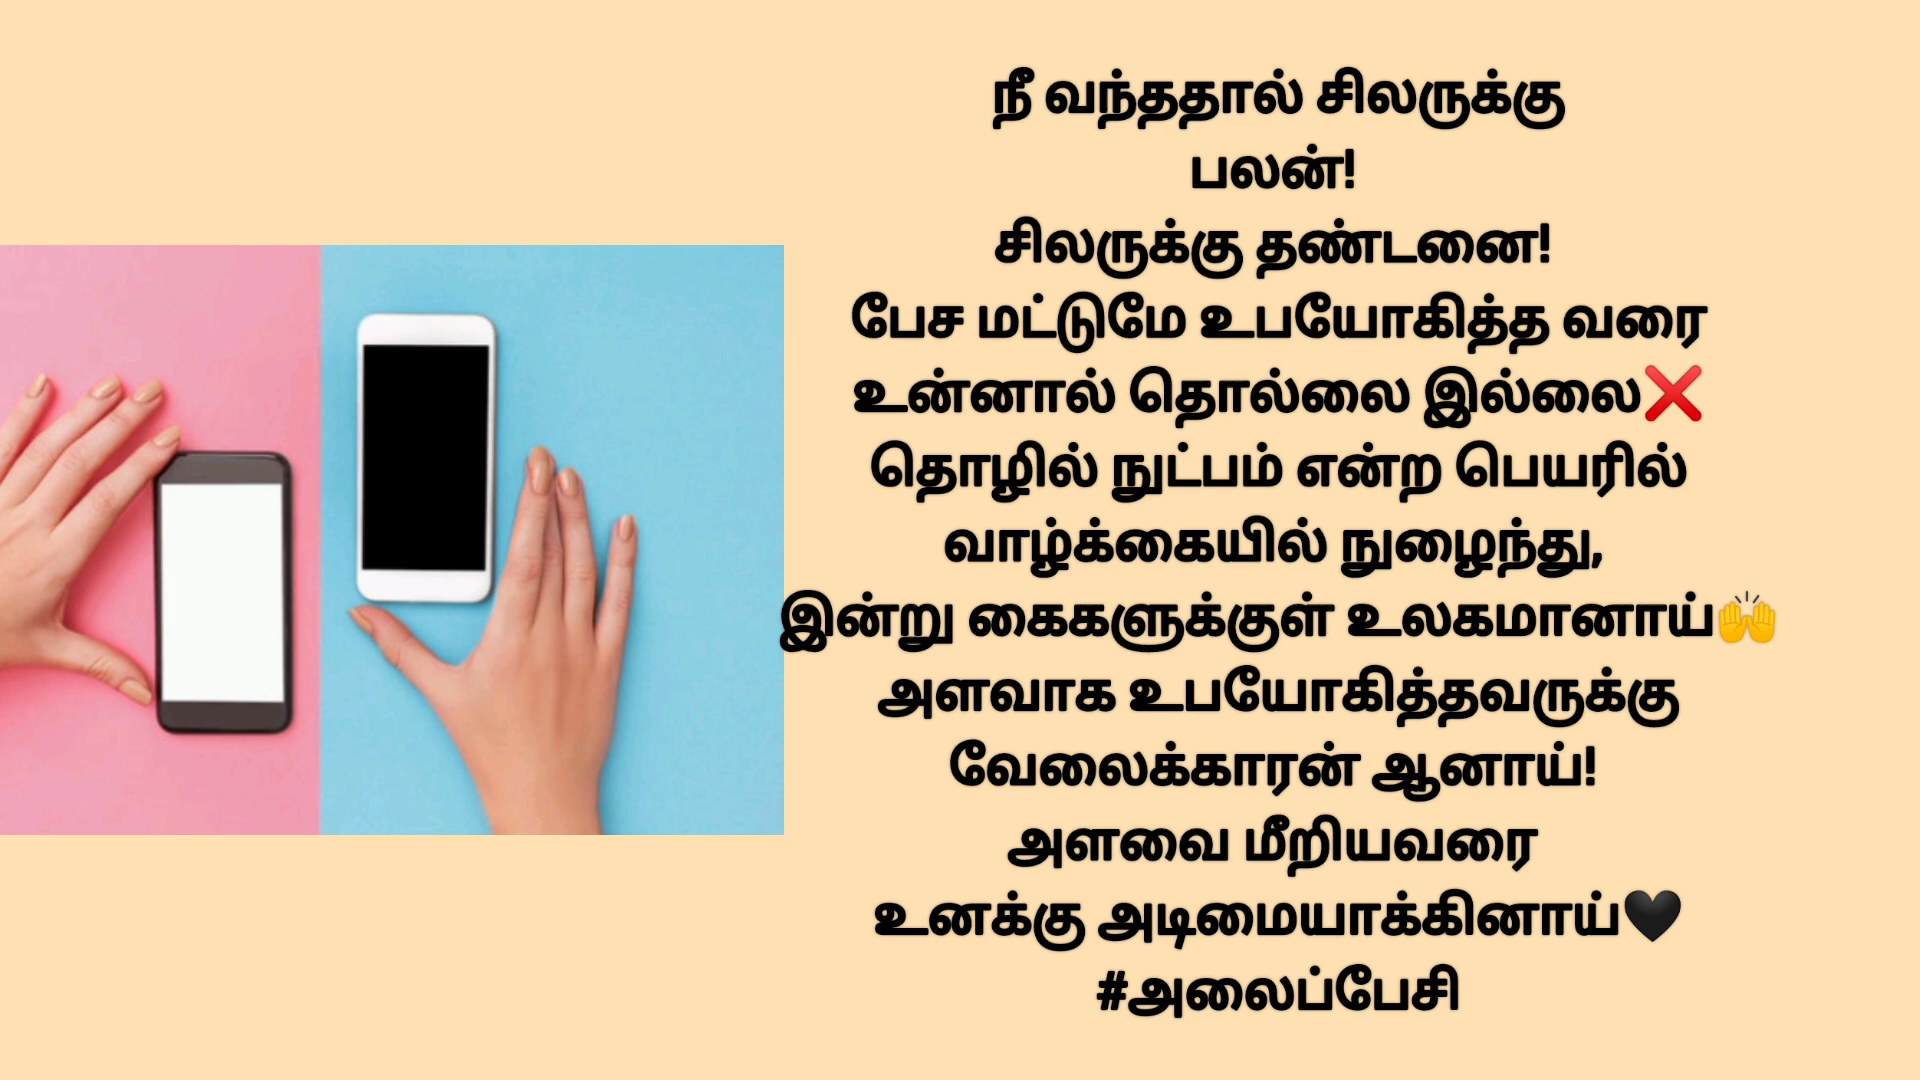 நீ வந்ததால் சிலருக்கு
பலன்!
சிலருக்கு தண்டனை!
பேச மட்டுமே உபயோகித்த வரை
உன்னால் தொல்லை இல்லை❌
தொழில் நுட்பம் என்ற பெயரில்
வாழ்க்கையில் நுழைந்து,
இன்று கைகளுக்குள் உலகமானாய்🙌
அளவாக உபயோகித்தவருக்கு
வேலைக்காரன் ஆனாய்!
அளவை மீறியவரை
உனக்கு அடிமையாக்கினாய்🖤
#அலைப்பேசி